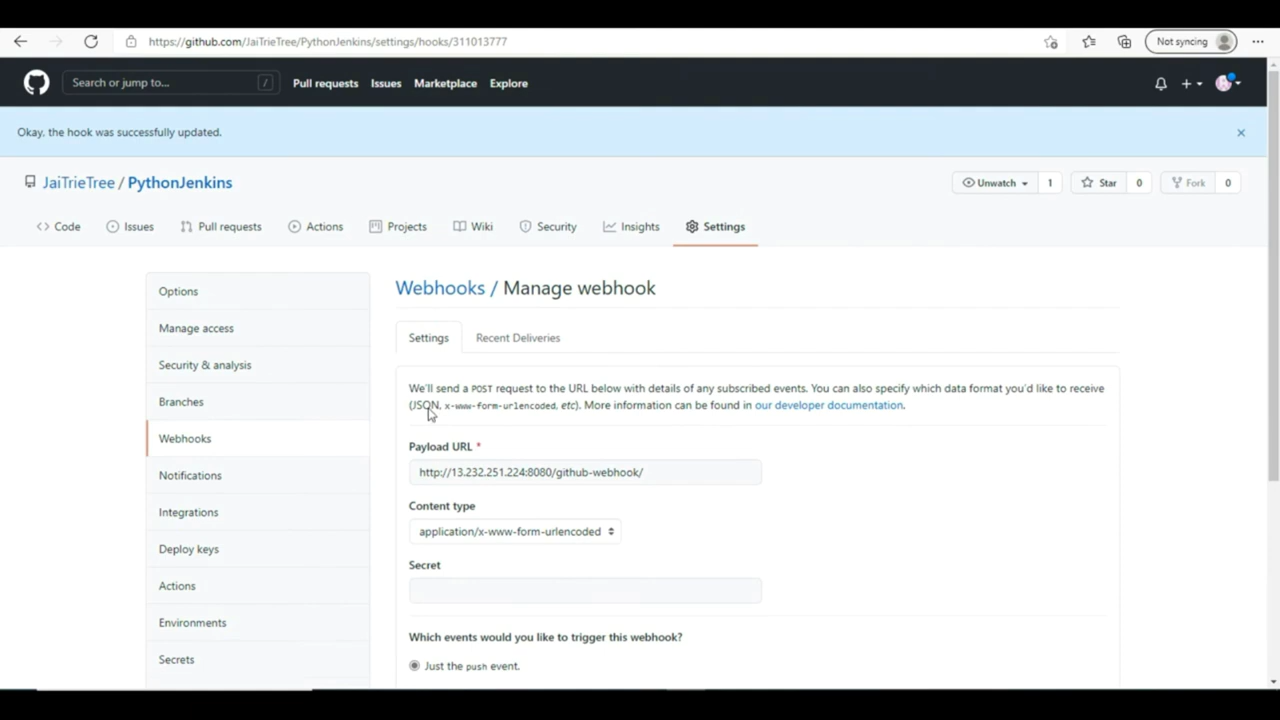 https://github.com/JaiTrieTree/PythonJenkins/settings/hooks/311013777
Not syncing
Search or jump to...
/
Pull requests
Issues
Marketplace
Explore
Okay, the hook was successfully updated.
JaiTrieTree / PythonJenkins
Unwatch 1
Star 0
Fork 0
Code
Issues
Pull requests
Actions
Projects
Wiki
Security
Insights
Settings
Options
Manage access
Security & analysis
Branches
Webhooks
Notifications
Integrations
Deploy keys
Actions
Environments
Secrets
Webhooks / Manage webhook
Settings
Recent Deliveries
We'll send a POST request to the URL below with details of any subscribed events. You can also specify which data format you'd like to receive
(JSON, x-www-form-urlencoded, etc). More information can be found in our developer documentation.
Payload URL *
http://13.232.251.224:8080/github-webhook/
Content type
application/x-www-form-urlencoded
Secret
Which events would you like to trigger this webhook?
Just the push event.